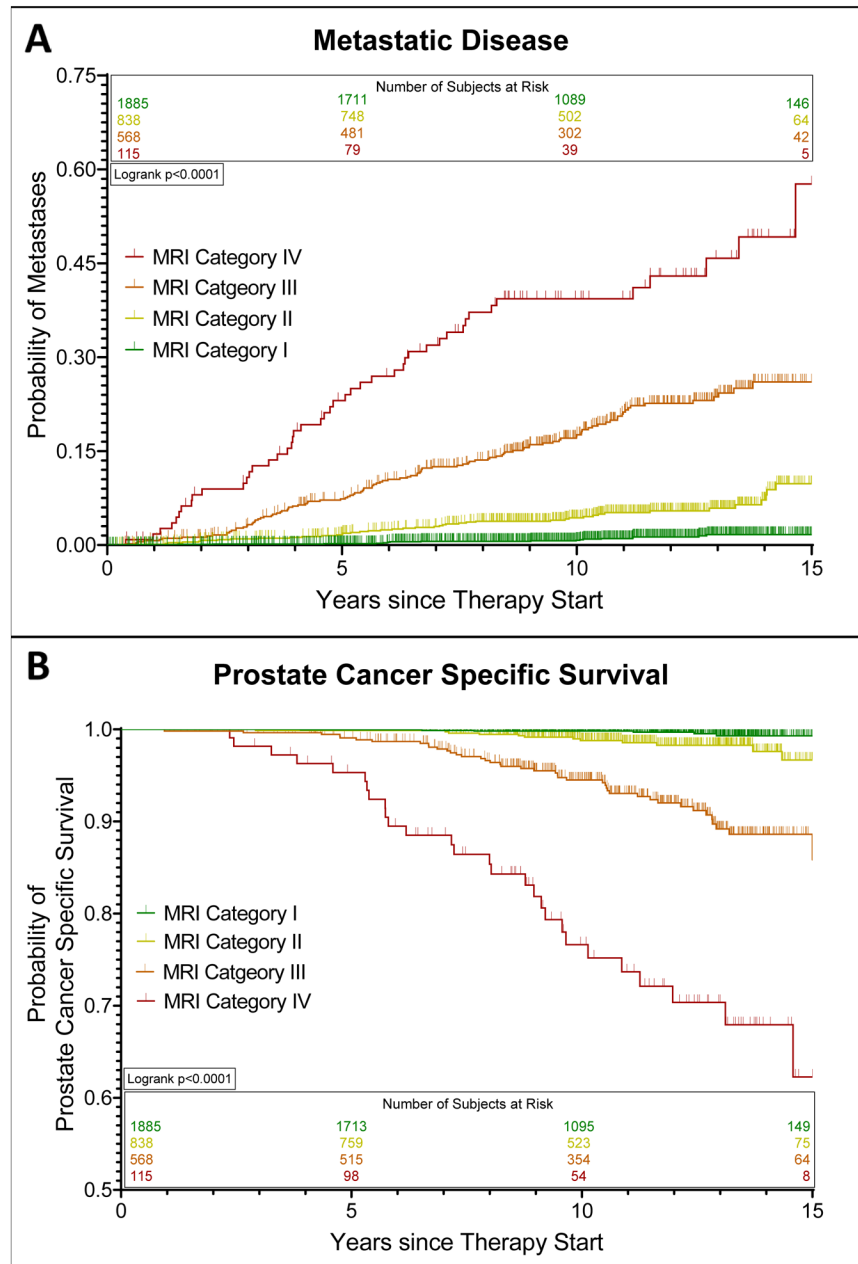 A
Metastatic Disease
0.75
Number of Subjects at Risk
1885 1711 1089 146
838 748 502 64
568 481 302 42
115 79 39 5
0.60
Logrank p<0.0001
MRI Category IV
MRI Catgeory III
MRI Category II
MRI Category I
Probability of Metastases
0.45
0.30
0.15
0.00
0 5 10 15
Years since Therapy Start
B
Prostate Cancer Specific Survival
1.0
0.9
0.8
0.7
0.6
0.5
Probability of
Prostate Cancer Specific Survival
MRI Category I
MRI Category II
MRI Catgeory III
MRI Category IV
Logrank p<0.0001
Number of Subjects at Risk
1885 1713 1095 149
838 759 523 75
568 515 354 64
115 98 54 8
0 5 10 15
Years since Therapy Start